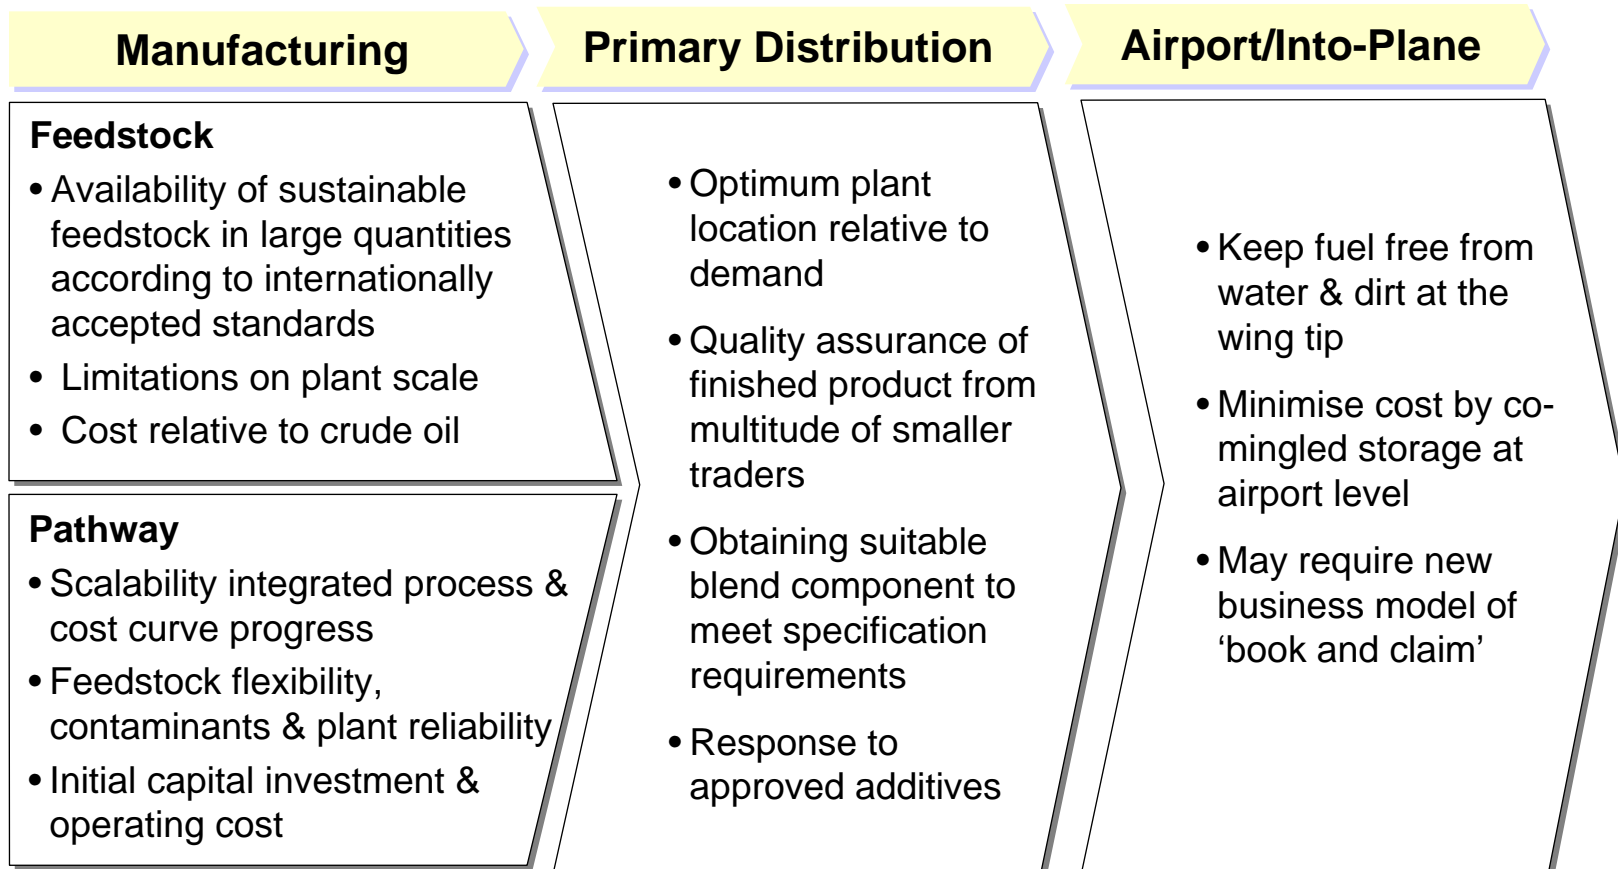 Manufacturing
Primary Distribution
Airport/Into-Plane
Feedstock
• Availability of sustainable
feedstock in large quantities
according to internationally
accepted standards
• Limitations on plant scale
• Cost relative to crude oil
Pathway
• Scalability integrated process &
cost curve progress
• Feedstock flexibility,
contaminants & plant reliability
• Initial capital investment &
operating cost
• Optimum plant
location relative to
demand
• Quality assurance of
finished product from
multitude of smaller
traders
• Obtaining suitable
blend component to
meet specification
requirements
• Response to
approved additives
• Keep fuel free from
water & dirt at the
wing tip
• Minimise cost by co-
mingled storage at
airport level
• May require new
business model of
‘book and claim’